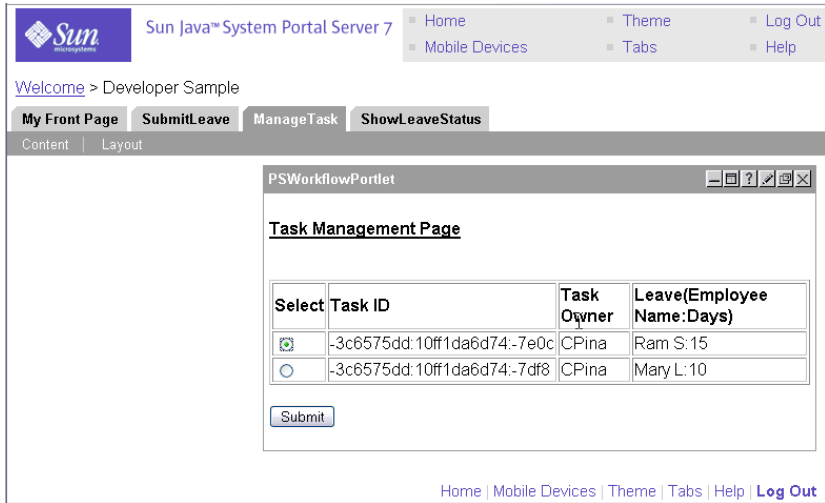 Sun
microsystems
Sun Java™ System Portal Server 7
Home
Theme
Log Out
Mobile Devices
Tabs
Help
Welcome > Developer Sample
My Front Page
SubmitLeave
ManageTask
ShowLeaveStatus
Content | Layout
PSWorkflowPortlet
?
Task Management Page
Select
Task ID
Task
Owner
Leave(Employee
Name:Days)
-3c6575dd:10ff1da6d74:-7e0c
CPina
Ram S:15
-3c6575dd:10ff1da6d74:-7df8
CPina
Mary L:10
Submit
Home | Mobile Devices | Theme | Tabs | Help | Log Out